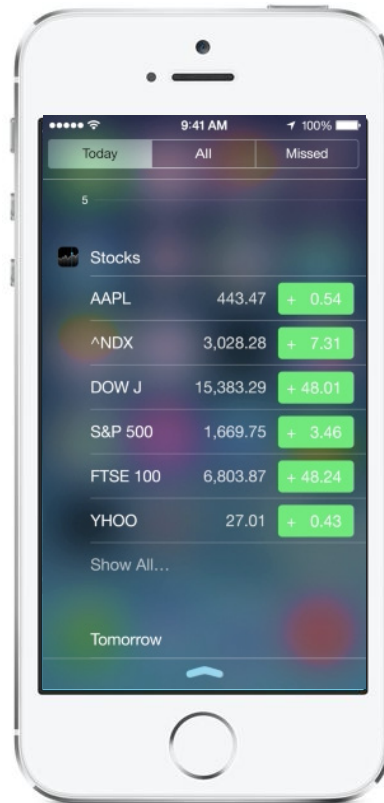 9:41 AM 100%
Today All Missed
5
Stocks
AAPL 443.47 + 0.54
^NDX 3,028.28 + 7.31
DOW J 15,383.29 + 48.01
S&P 500 1,669.75 + 3.46
FTSE 100 6,803.87 + 48.24
YHOO 27.01 + 0.43
Show All...
Tomorrow